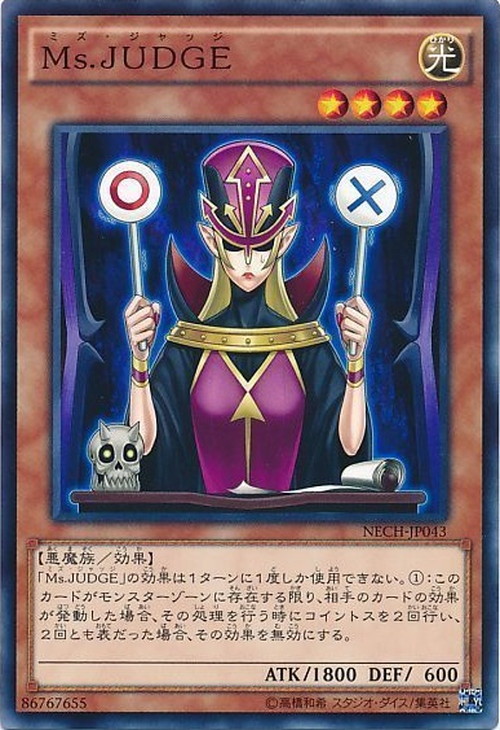 ミズ・ジャッジ
Ms.JUDGE
ひかり
光
NECH-JP043
【悪魔族/効果】
「Ms.JUDGE」の効果は1ターンに1度しか使用できない。①:この
カードがモンスターゾーンに存在する限り、相手のカードの効果
が発動した場合、その処理を行う時にコイントスを2回行い、
2回とも表だった場合、その効果を無効にする。
ATK/1800 DEF/ 600
86767655
©高橋和希 スタジオ・ダイス/集英社